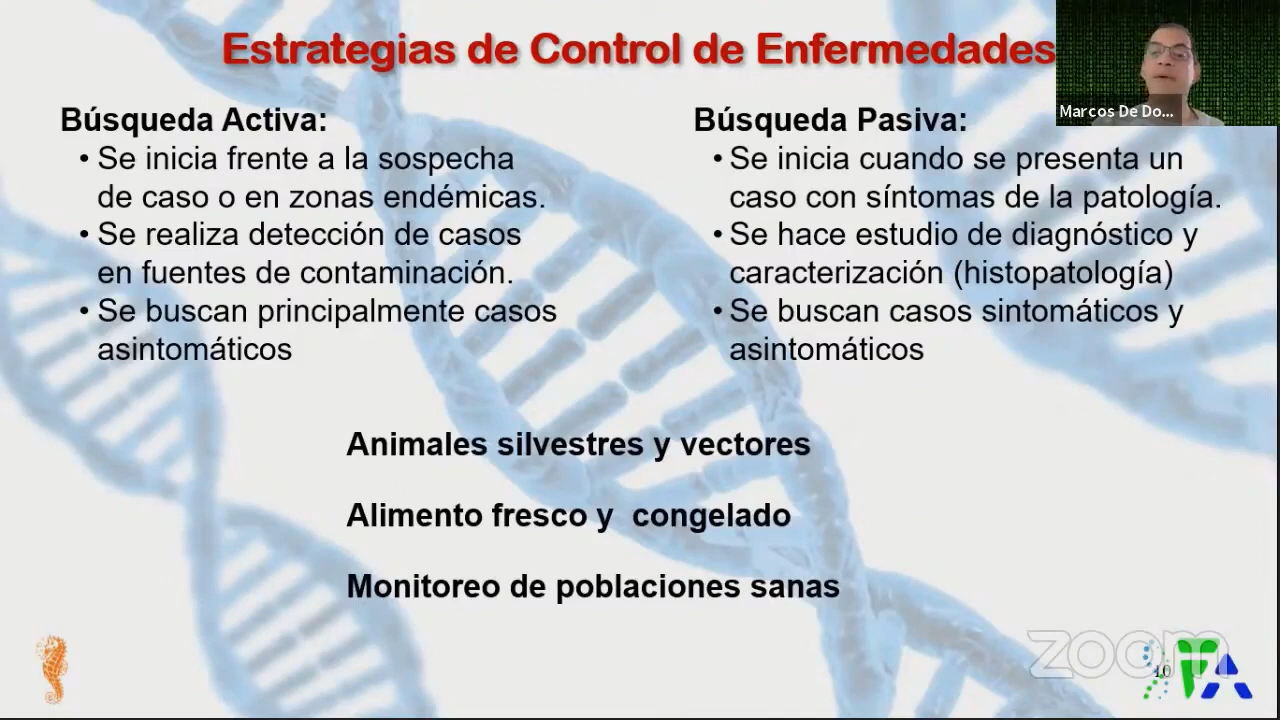 Estrategias de Control de Enfermedades
Marcos De Do...
Búsqueda Activa:
• Se inicia frente a la sospecha
de caso o en zonas endémicas.
• Se realiza detección de casos
en fuentes de contaminación.
• Se buscan principalmente casos
asintomáticos
Búsqueda Pasiva:
• Se inicia cuando se presenta un
caso con síntomas de la patología.
• Se hace estudio de diagnóstico y
caracterización (histopatología)
• Se buscan casos sintomáticos y
asintomáticos
Animales silvestres y vectores
Alimento fresco y  congelado
Monitoreo de poblaciones sanas
zoom
10